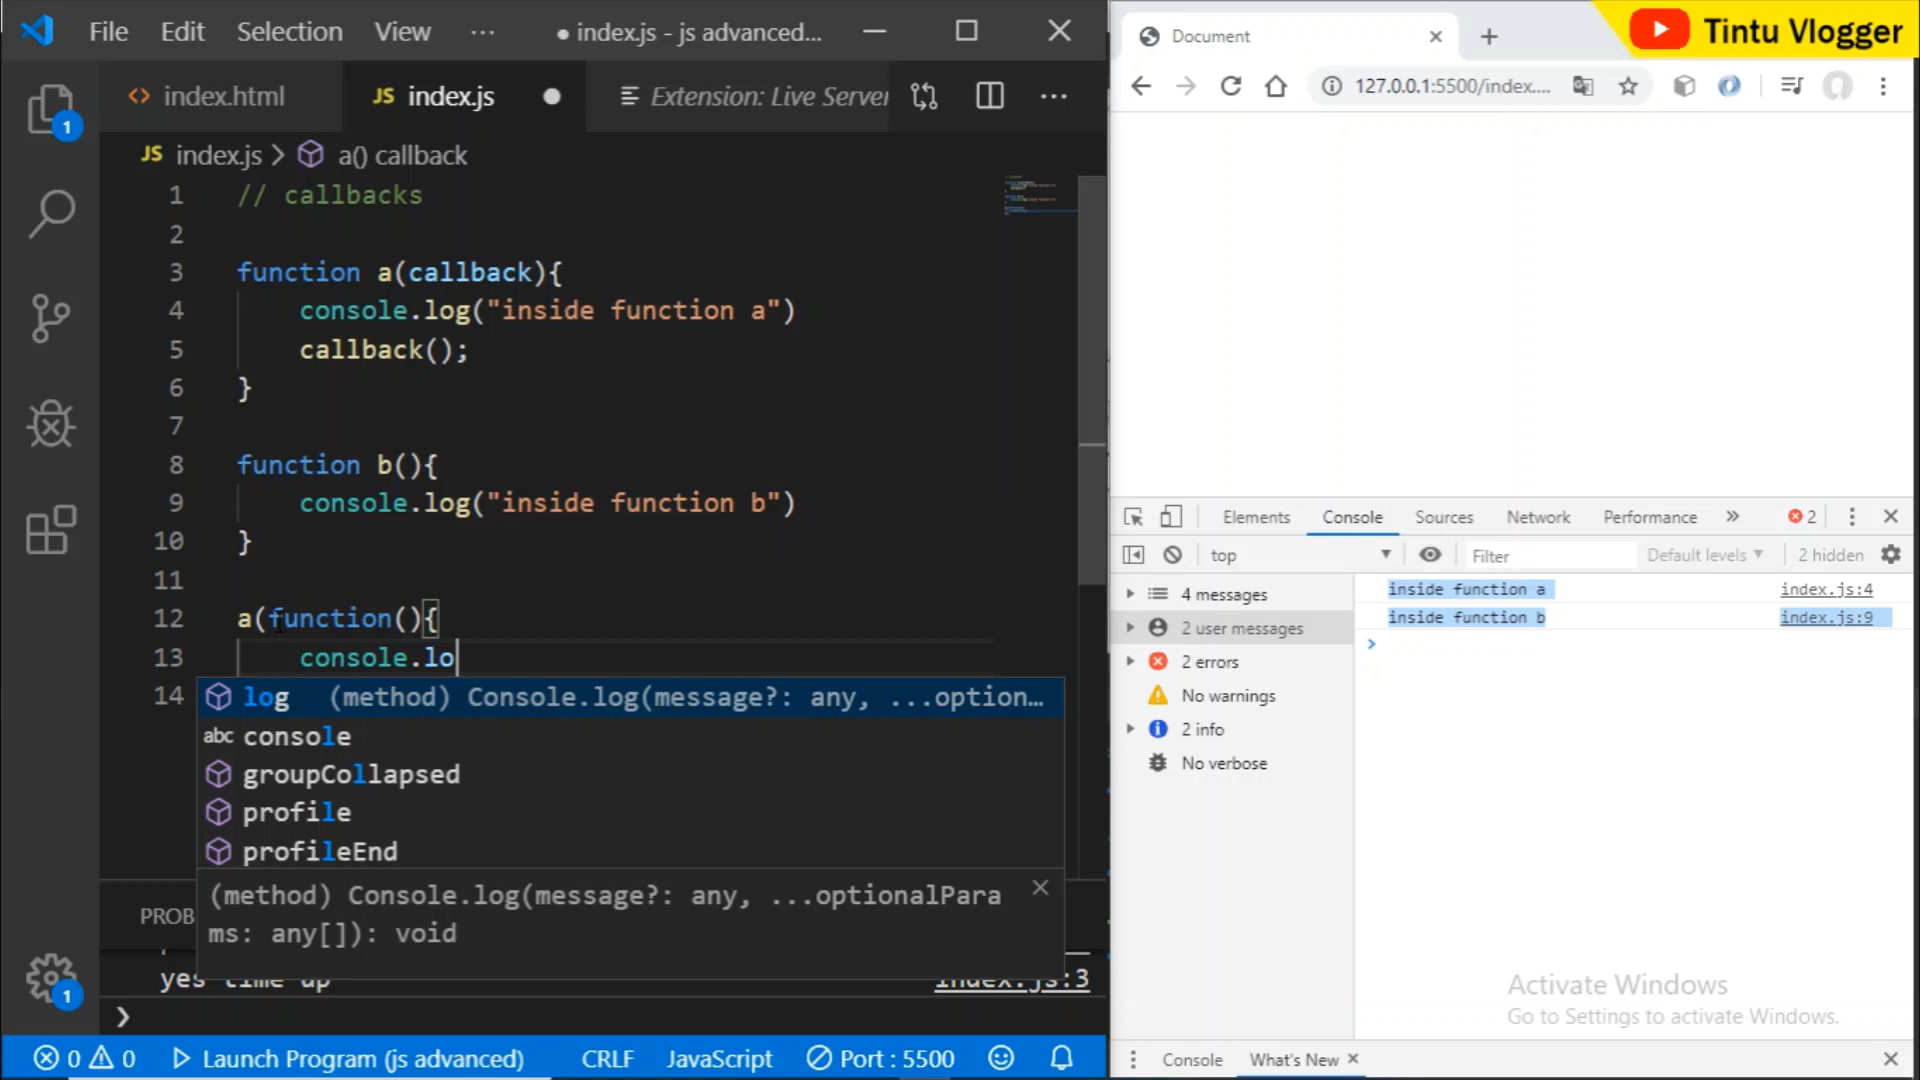 File Edit Selection View ··· ● index.js - js advanced...
index.html
JS index.js
Extension: Live Server
JS index.js > a() callback
1 // callbacks
2
3 function a(callback){
4 console.log("inside function a")
5 callback();
6 }
7
8 function b(){
9 console.log("inside function b")
10 }
11
12 a(function(){
13 console.lo
14
log (method) Console.log(message?: any, ...option…
abc console
groupCollapsed
profile
profileEnd
(method) Console.log(message?: any, ...optionalPara
ms: any[]): void
PROB
yes time up index.js:3
1
1
0 0 Launch Program (js advanced) CRLF JavaScript Port : 5500
Document
Tintu Vlogger
127.0.0.1:5500/index....
Elements Console Sources Network Performance » 2
top Filter Default levels 2 hidden
4 messages
2 user messages
2 errors
No warnings
2 info
No verbose
inside function a index.js:4
inside function b index.js:9
Activate Windows
Go to Settings to activate Windows.
Console What's New